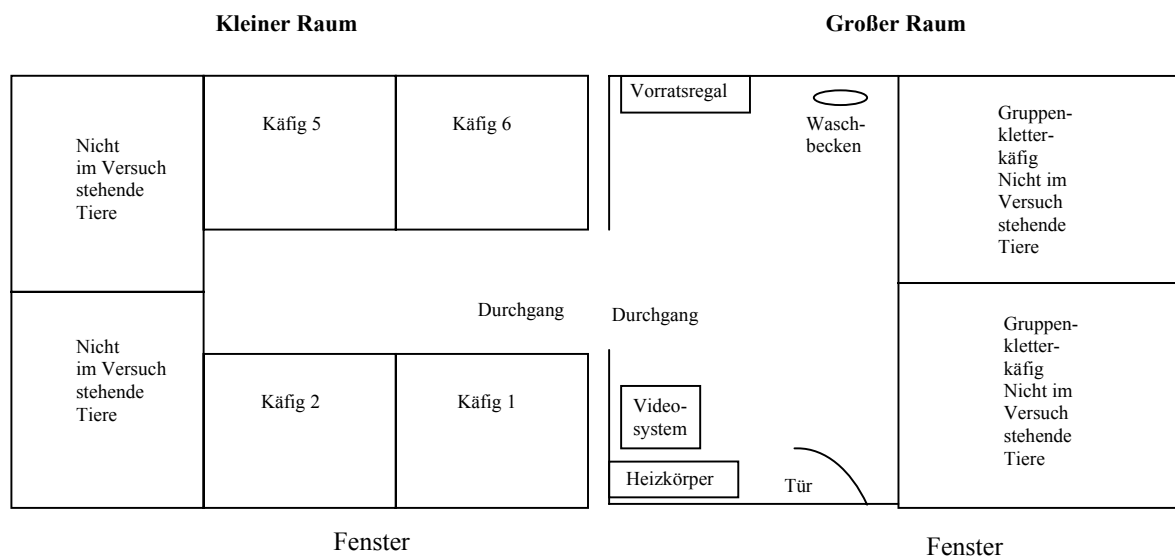 Kleiner Raum
Großer Raum
Nicht
im Versuch
stehende
Tiere
Käfig 5
Käfig 6
Vorratsregal
Wasch-
becken
Gruppen-
kletter-
käfig
Nicht im
Versuch
stehende
Tiere
Durchgang
Durchgang
Nicht
im Versuch
stehende
Tiere
Käfig 2
Käfig 1
Video-
system
Heizkörper
Tür
Gruppen-
kletter-
käfig
Nicht im
Versuch
stehende
Tiere
Fenster
Fenster